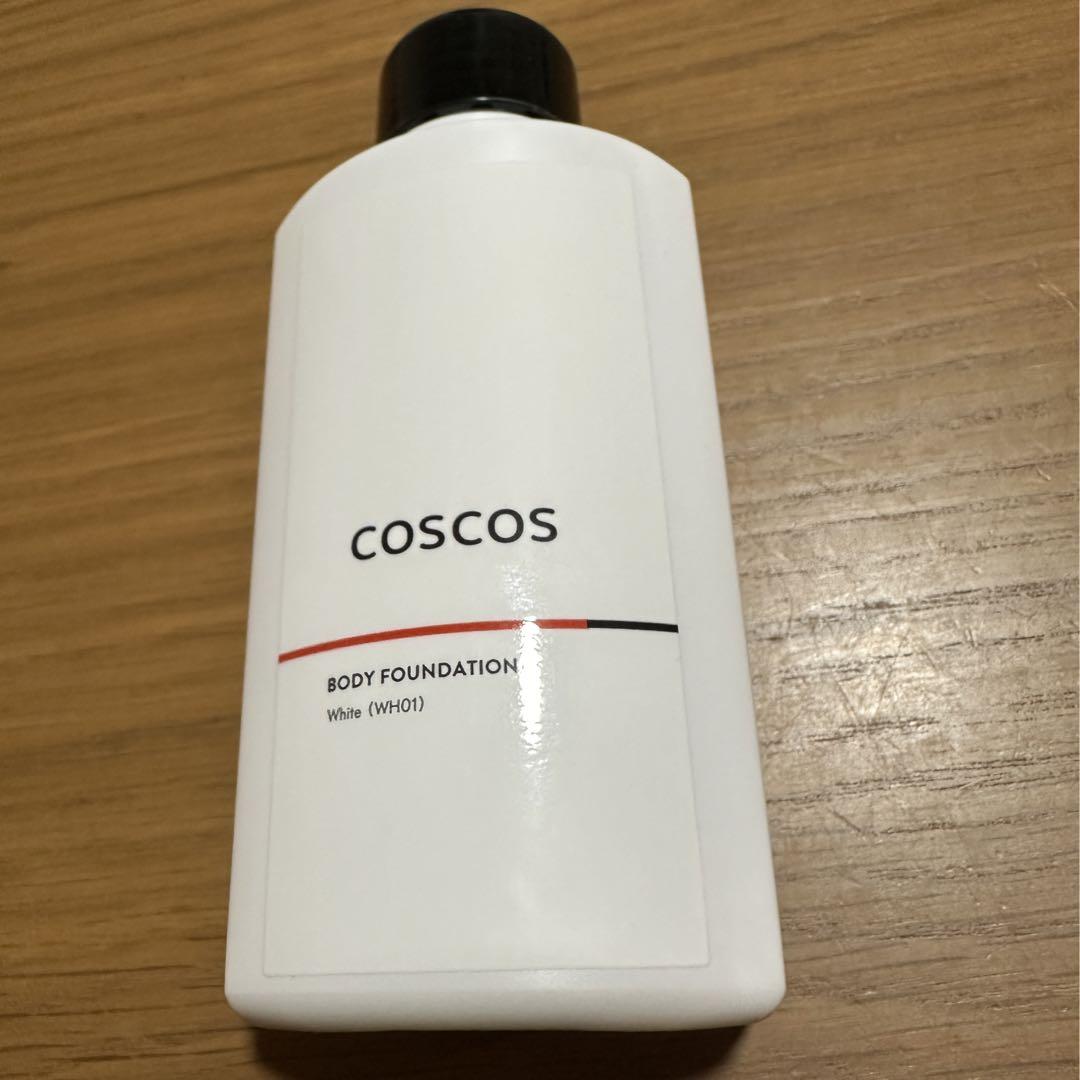 COSCOS
BODY FOUNDATION
White (WH01)